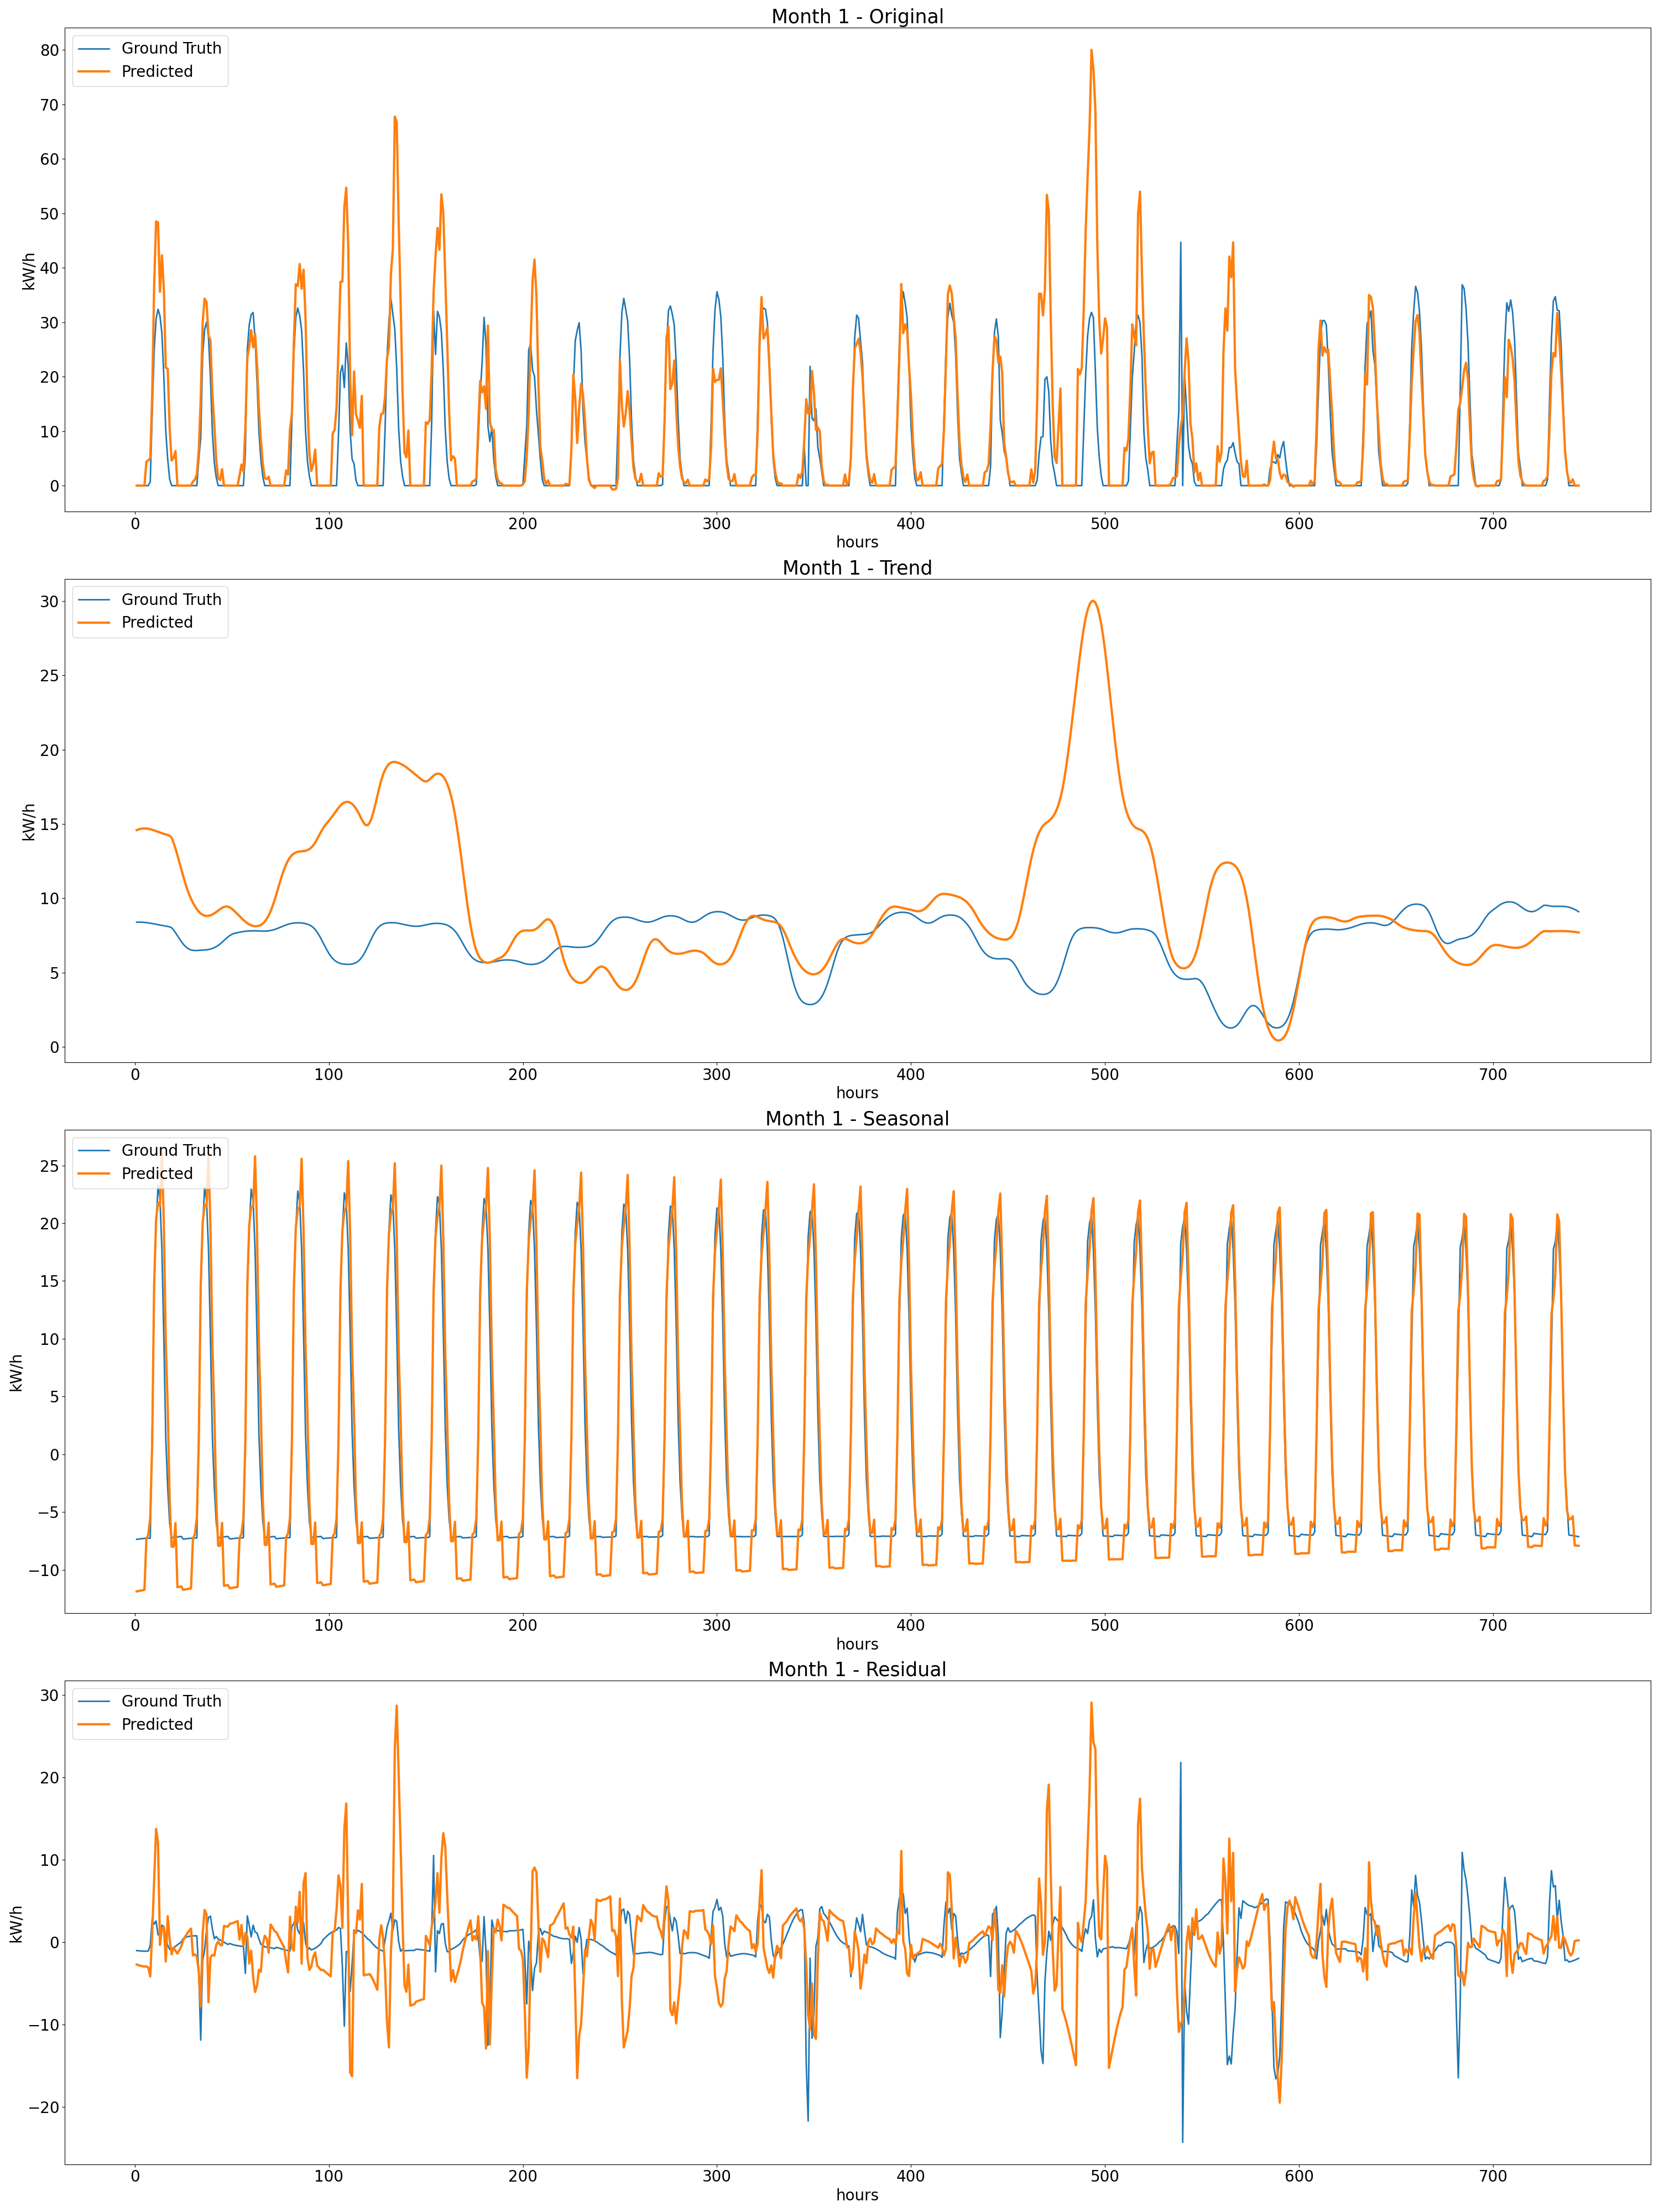 Month 1 - Original
Ground Truth
Predicted
80
70
60
50
40
30
20
10
0
kW/h
0 100 200 300 400 500 600 700
hours
Month 1 - Trend
Ground Truth
Predicted
30
25
20
15
10
5
0
kW/h
0 100 200 300 400 500 600 700
hours
Month 1 - Seasonal
Ground Truth
Predicted
25
20
15
10
5
0
−5
−10
kW/h
0 100 200 300 400 500 600 700
hours
Month 1 - Residual
Ground Truth
Predicted
30
20
10
0
−10
−20
kW/h
0 100 200 300 400 500 600 700
hours